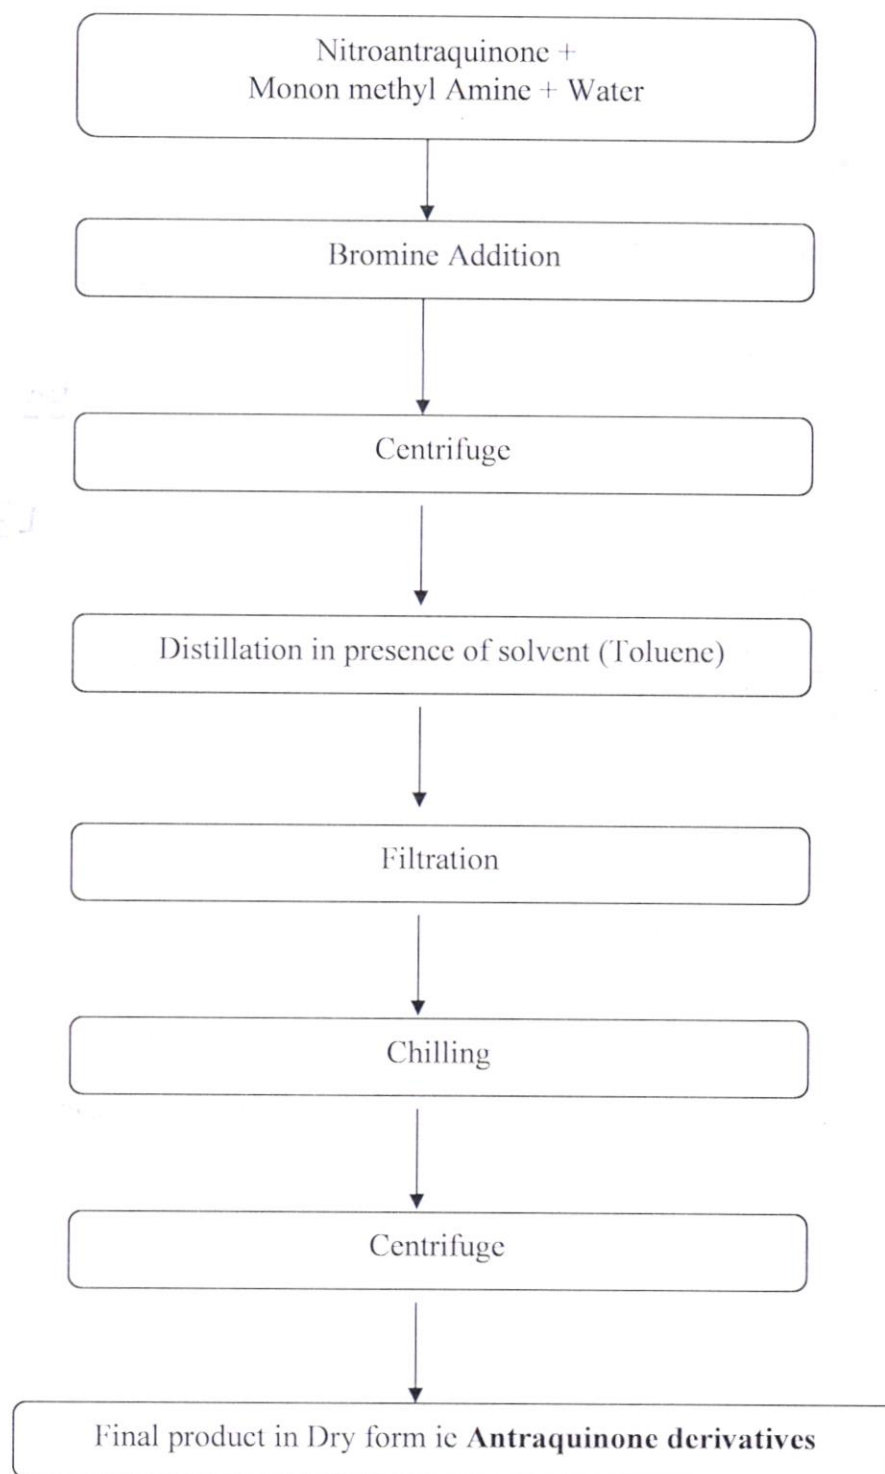 Nitroantraquinone +
Monon methyl Amine + Water
Bromine Addition
Centrifuge
Distillation in presence of solvent (Toluene)
Filtration
Chilling
Centrifuge
Final product in Dry form ie Antraquinone derivatives